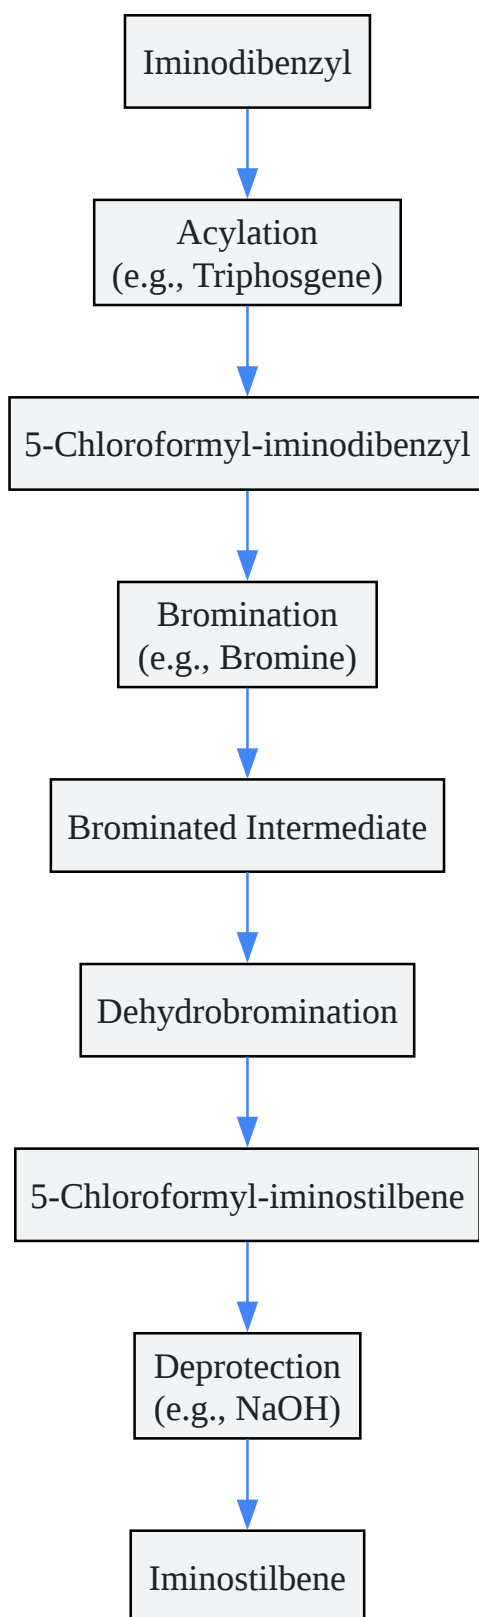 Iminodibenzyl
Acylation
(e.g., Triphosgene)
5-Chloroformyl-iminodibenzyl
Bromination
(e.g., Bromine)
Brominated Intermediate
Dehydrobromination
5-Chloroformyl-iminostilbene
Deprotection
(e.g., NaOH)
Iminostilbene